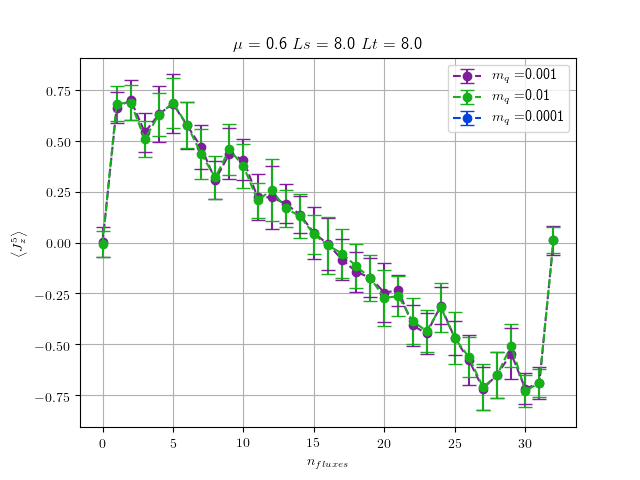 μ = 0.6 Ls = 8.0 Lt = 8.0
m_q =0.001
m_q =0.01
m_q =0.0001
0.75
0.50
0.25
0.00
−0.25
−0.50
−0.75
⟨J_z^5⟩
0 5 10 15 20 25 30
n_{fluxes}